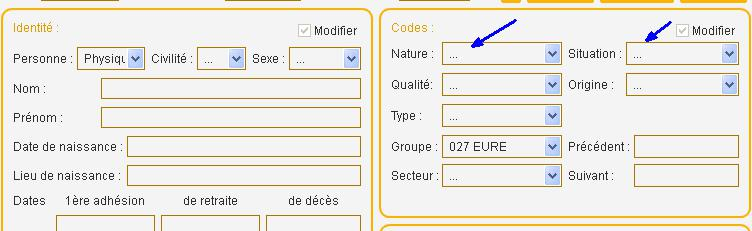 Identité :
Modifier
Personne : Physiqu Civilité : ... Sexe : ...
Nom :
Prénom :
Date de naissance :
Lieu de naissance :
Dates 1ère adhésion de retraite de décès
Codes :
Modifier
Nature : ... Situation : ...
Qualité: ... Origine : ...
Type : ...
Groupe : 027 EURE Précédent :
Secteur : ... Suivant :